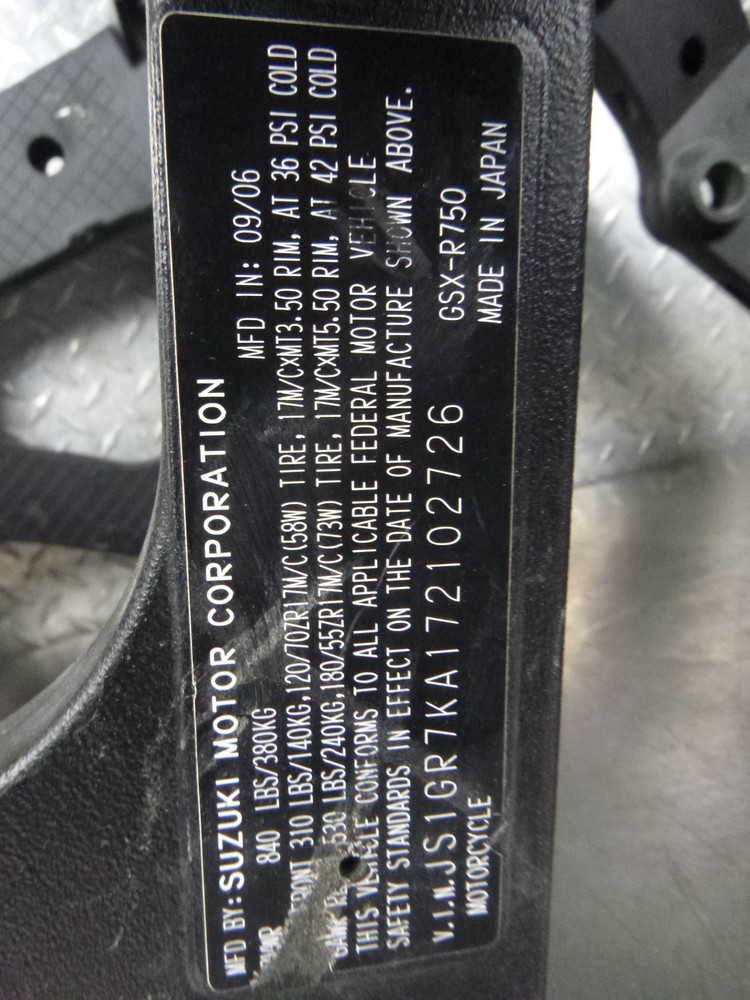 MFD BY: SUZUKI MOTOR CORPORATION
840 LBS/380KG MFD IN: 09/06
310 LBS/140KG, 120/70ZR17M/C(58W) TIRE, 17M/CXMT3.50 RIM, AT 36 PSI COLD
GAWR 530 LBS/240KG, 180/55ZR17M/C(73W) TIRE, 17M/CXMT5.50 RIM, AT 42 PSI COLD
THIS VEHICLE CONFORMS TO ALL APPLICABLE FEDERAL MOTOR VEHICLE
SAFETY STANDARDS IN EFFECT ON THE DATE OF MANUFACTURE SHOWN ABOVE.
V.I.N. JS1GR7KA172102726 GSX-R750
MOTORCYCLE MADE IN JAPAN